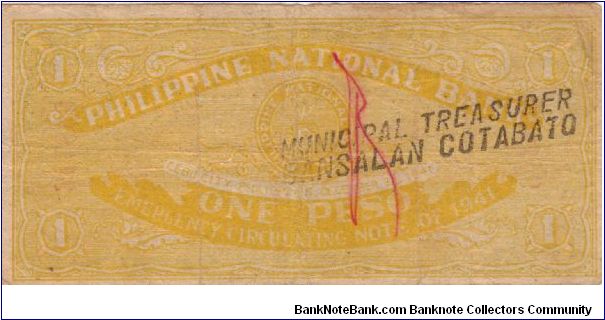 1 1
PHILIPPINE NATIONAL BANK
MUNICIPAL TREASURER
BANSALAN COTABATO
ONE PESO
EMERGENCY CIRCULATING NOTE OF 1941
1 1
BankNoteBank.com Banknote Collectors Community